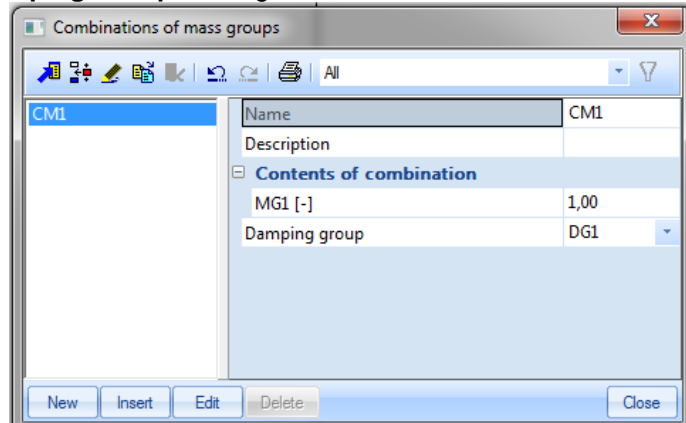 Combinations of mass groups
All
CM1
Name CM1
Description
Contents of combination
MG1 [-] 1,00
Damping group DG1
New Insert Edit Delete Close